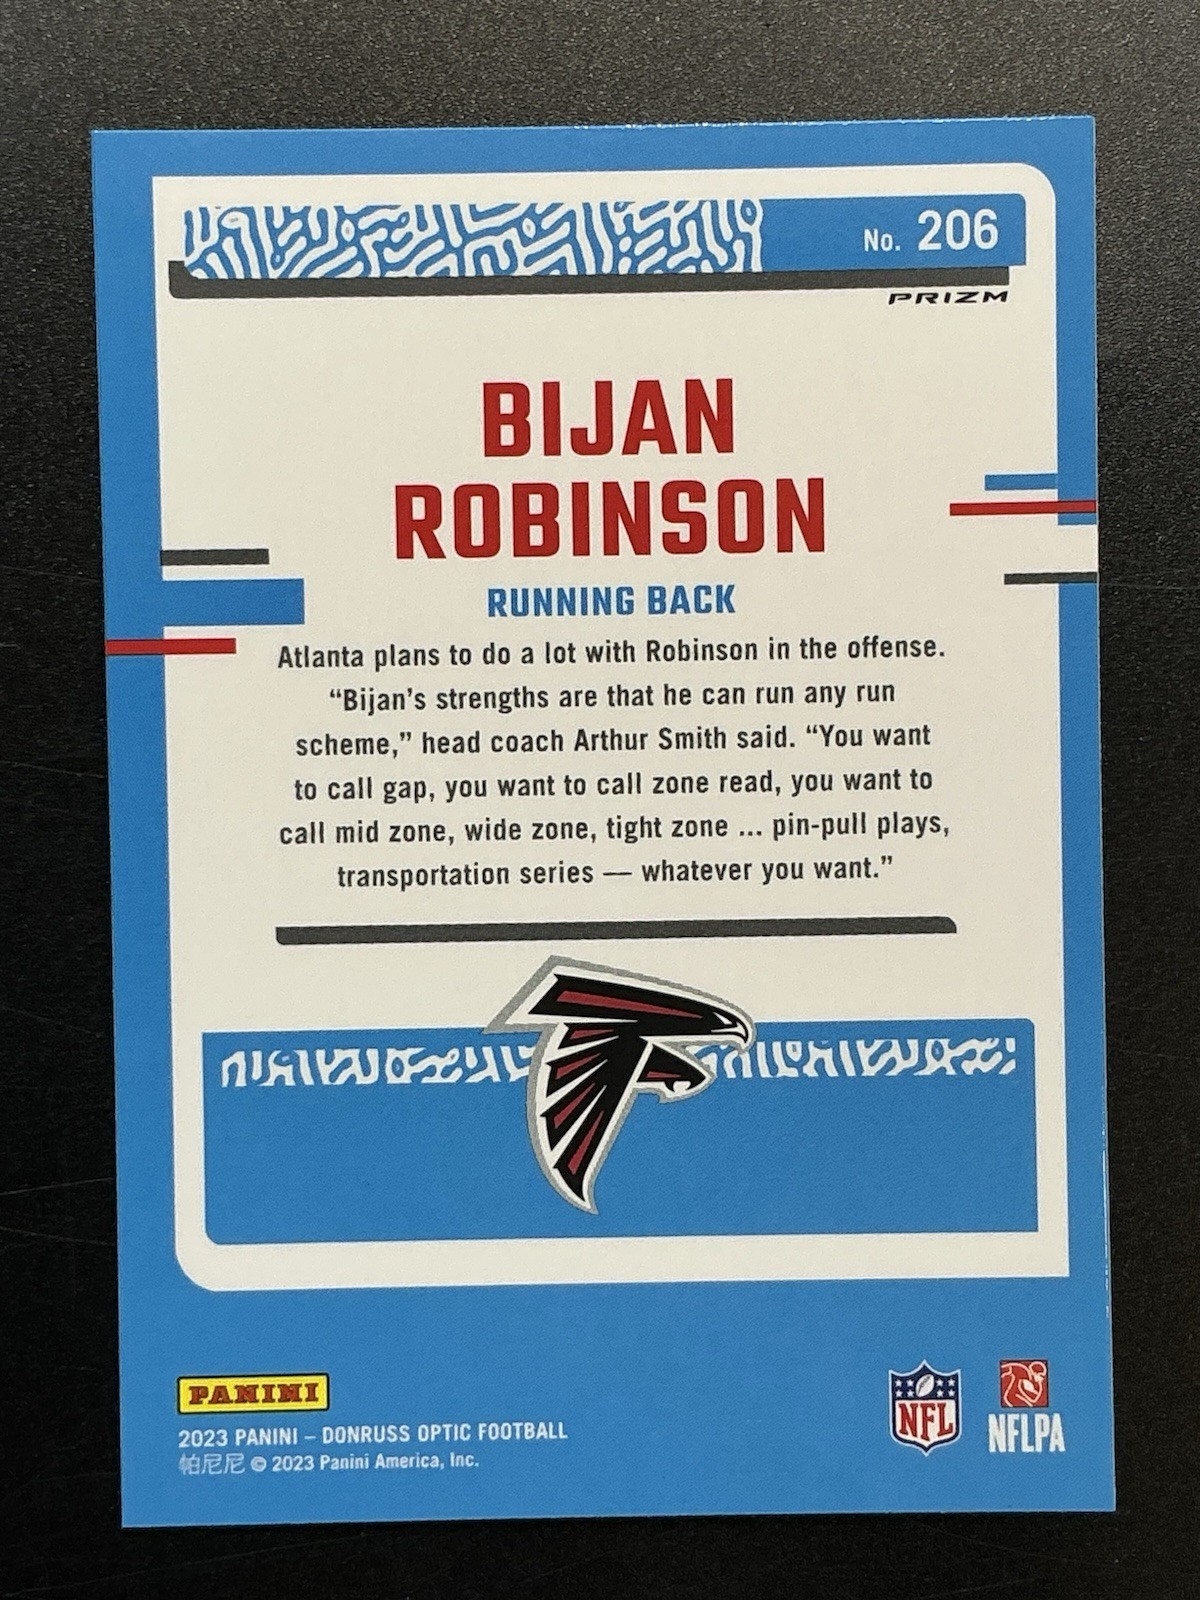 No. 206
PRIZM
BIJAN
ROBINSON
RUNNING BACK
Atlanta plans to do a lot with Robinson in the offense.
“Bijan’s strengths are that he can run any run
scheme,” head coach Arthur Smith said. “You want
to call gap, you want to call zone read, you want to
call mid zone, wide zone, tight zone ... pin-pull plays,
transportation series — whatever you want.”
PANINI
2023 PANINI – DONRUSS OPTIC FOOTBALL
帕尼尼 © 2023 Panini America, Inc.
NFL
NFLPA